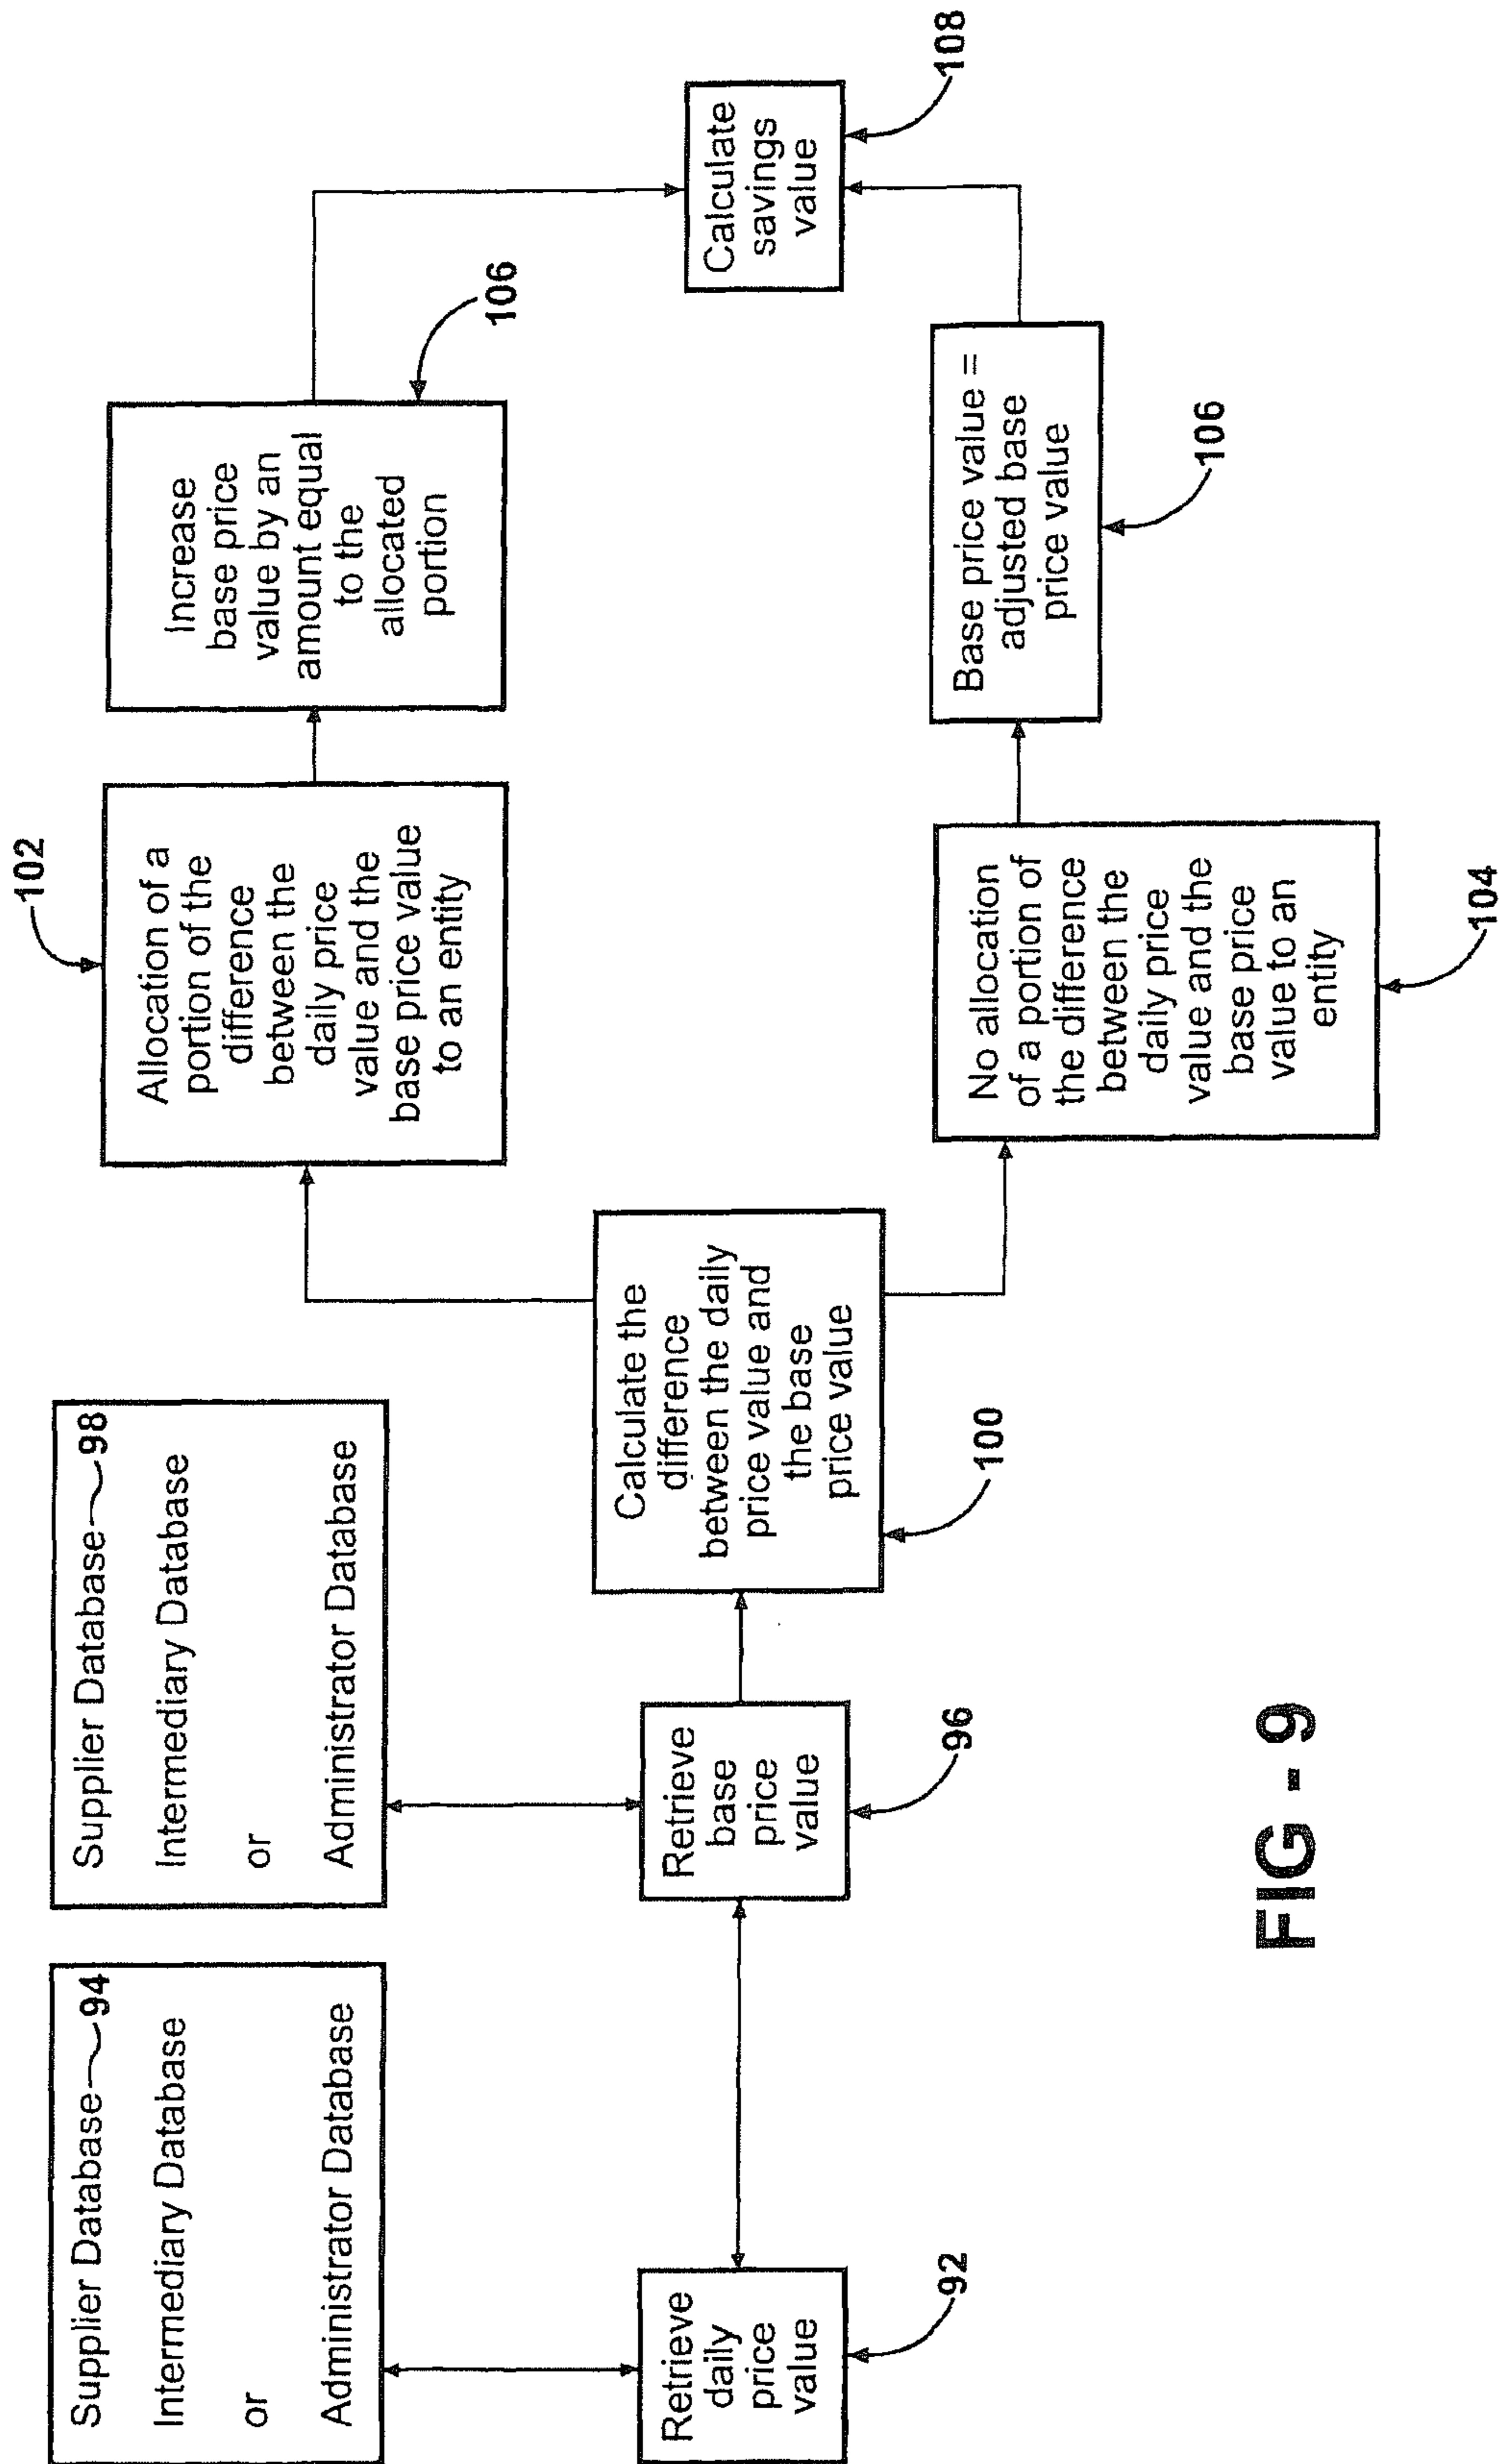 Supplier Database 94
Intermediary Database
or
Administrator Database
Retrieve
daily
price
value
92
Supplier Database 98
Intermediary Database
or
Administrator Database
Retrieve
base
price
value
96
Calculate the
difference
between the daily
price value and
the base
price value
100
102
Allocation of a
portion of the
difference
between the
daily price
value and the
base price value
to an entity
Increase
base price
value by an
amount equal
to the
allocated
portion
106
No allocation
of a portion of
the difference
between the
daily price
value and the
base price
value to an
entity
104
Base price value =
adjusted base
price value
106
Calculate
savings
value
108
FIG - 9